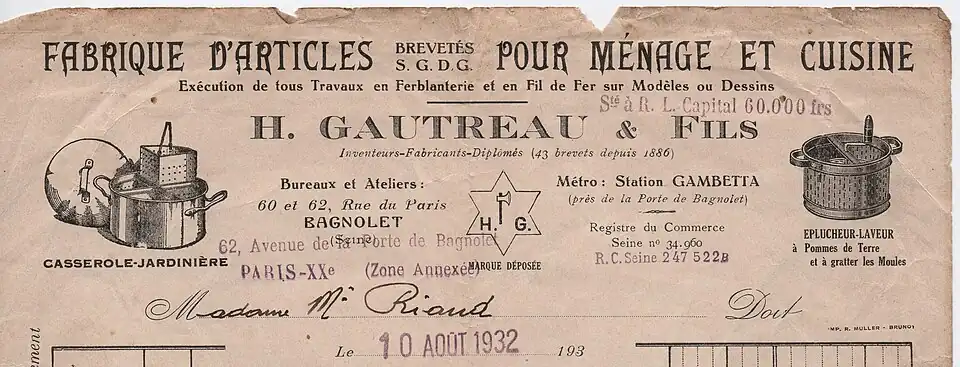 FABRIQUE D'ARTICLES BREVETÉS S. G. D. G. POUR MÉNAGE ET CUISINE
Exécution de tous Travaux en Ferblanterie et en Fil de Fer sur Modèles ou Dessins
Sté à R. L. Capital 60.000 frs
H. GAUTREAU & FILS
Inventeurs-Fabricants-Diplômés (43 brevets depuis 1886)
Bureaux et Ateliers :
60 et 62, Rue du Paris
BAGNOLET
(Seine)
62, Avenue de la Porte de Bagnolet
PARIS-XXe (Zone Annexée)
H. G.
MARQUE DÉPOSÉE
Métro : Station GAMBETTA
(près de la Porte de Bagnolet)
Registre du Commerce
Seine nº 34.960
R.C. Seine 247 522B
CASSEROLE-JARDINIÈRE
EPLUCHEUR-LAVEUR
à Pommes de Terre
et à gratter les Moules
Madame Mce Riaud Doit
IMP. R. MULLER - BRUNOY
Le 10 AOUT 1932 193
ement